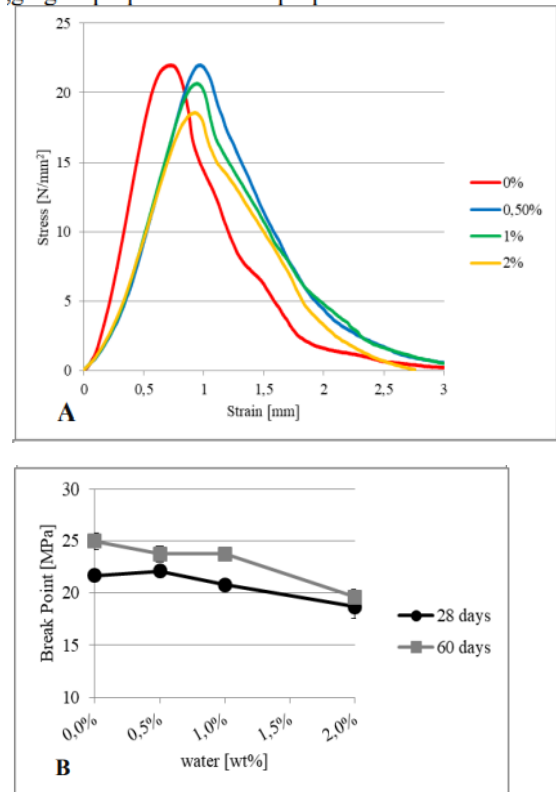 25
20
15
10
5
0
0 0,5 1 1,5 2 2,5 3
Stress [N/mm²]
Strain [mm]
0%
0,50%
1%
2%
A
30
25
20
15
10
0,0% 0,5% 1,0% 1,5% 2,0%
Break Point [MPa]
water [wt%]
28 days
60 days
B